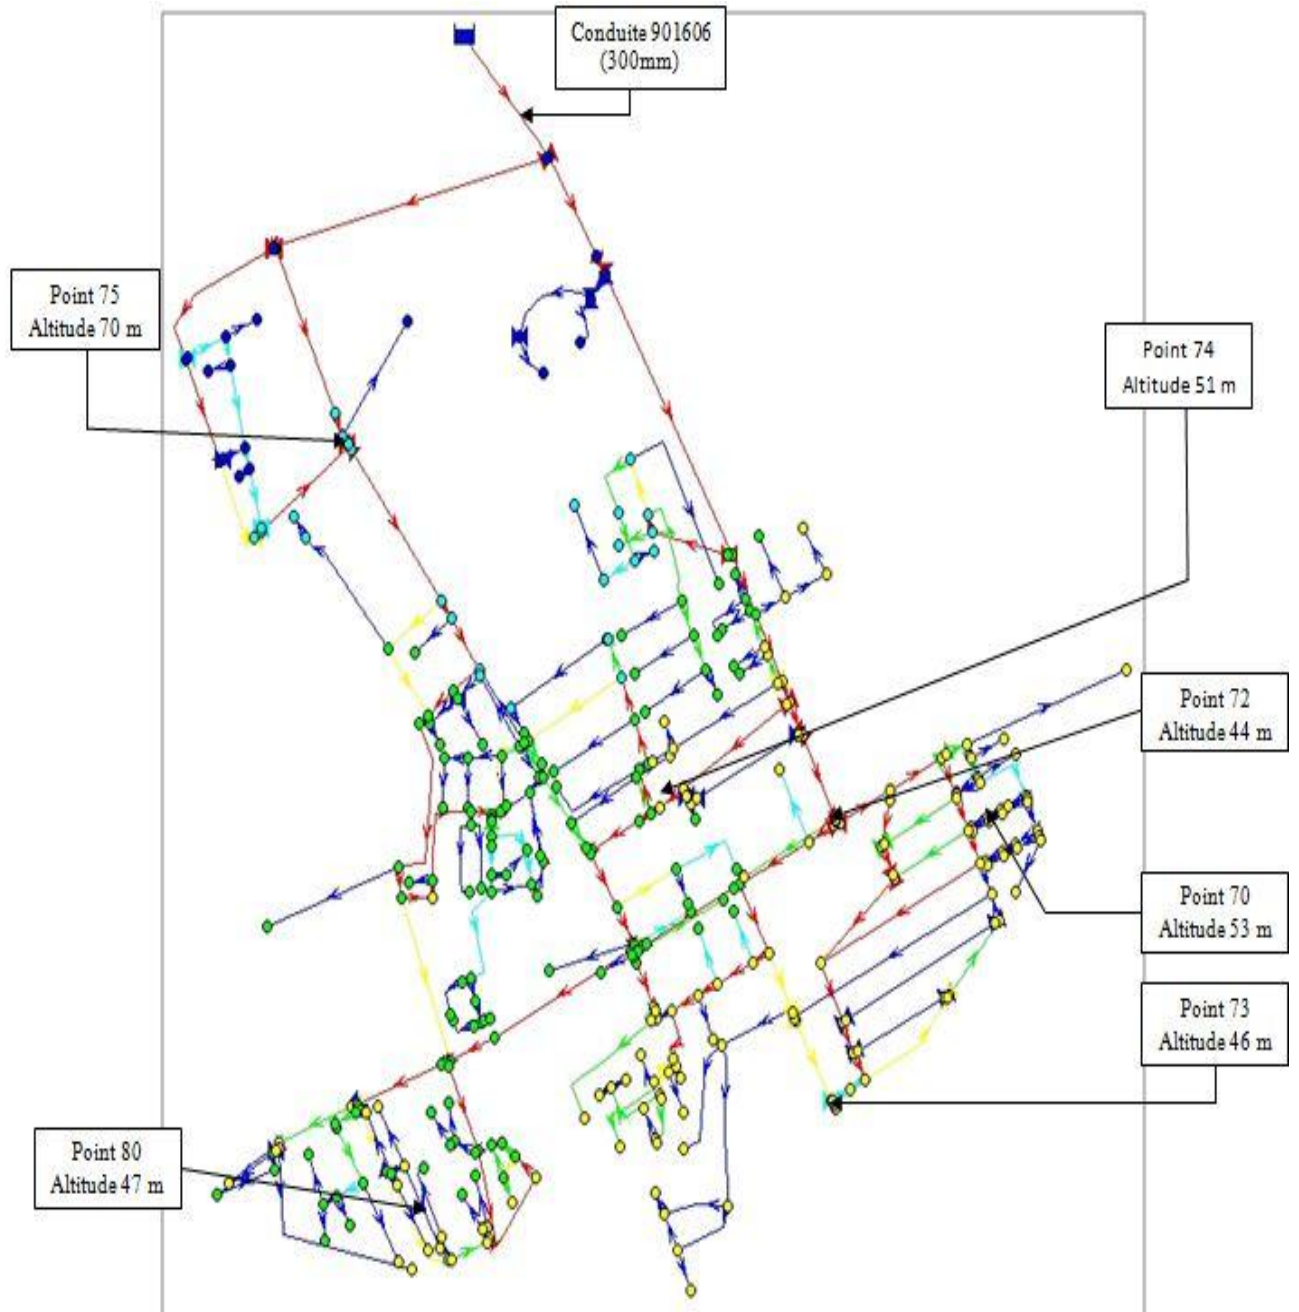 Conduite 901606
(300mm)
Point 75
Altitude 70 m
Point 74
Altitude 51 m
Point 72
Altitude 44 m
Point 70
Altitude 53 m
Point 73
Altitude 46 m
Point 80
Altitude 47 m